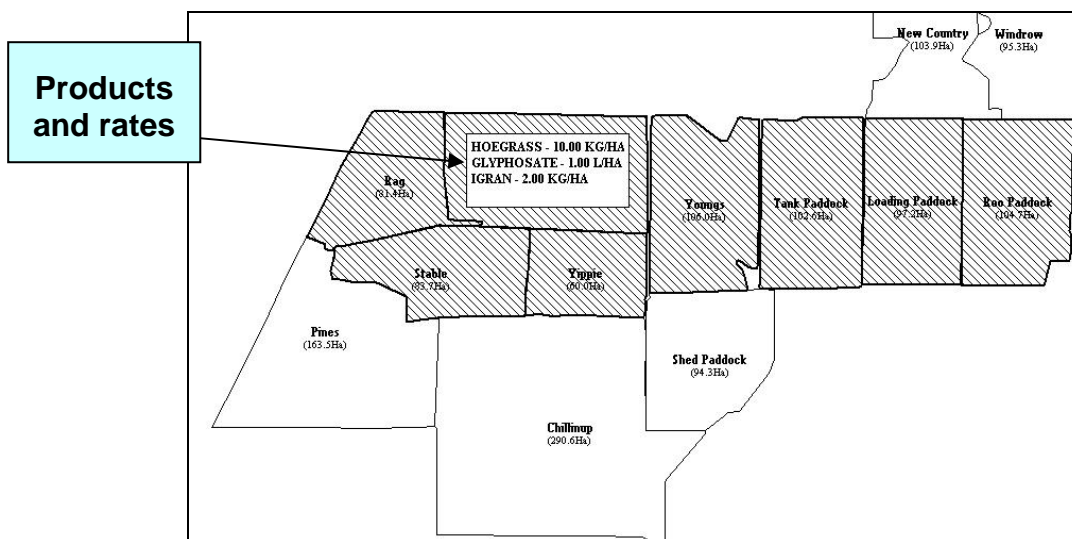 Products
and rates
New Country
(103.9Ha)
Windrow
(95.3Ha)
HOEGRASS - 10.00 KG/HA
GLYPHOSATE - 1.00 L/HA
IGRAN - 2.00 KG/HA
Rag
(81.4Ha)
Youngs
(106.0Ha)
Tank Paddock
(102.6Ha)
Loading Paddock
(97.2Ha)
Roo Paddock
(104.7Ha)
Stable
(83.7Ha)
Yippie
(60.0Ha)
Pines
(163.5Ha)
Shed Paddock
(94.3Ha)
Chillinup
(290.6Ha)